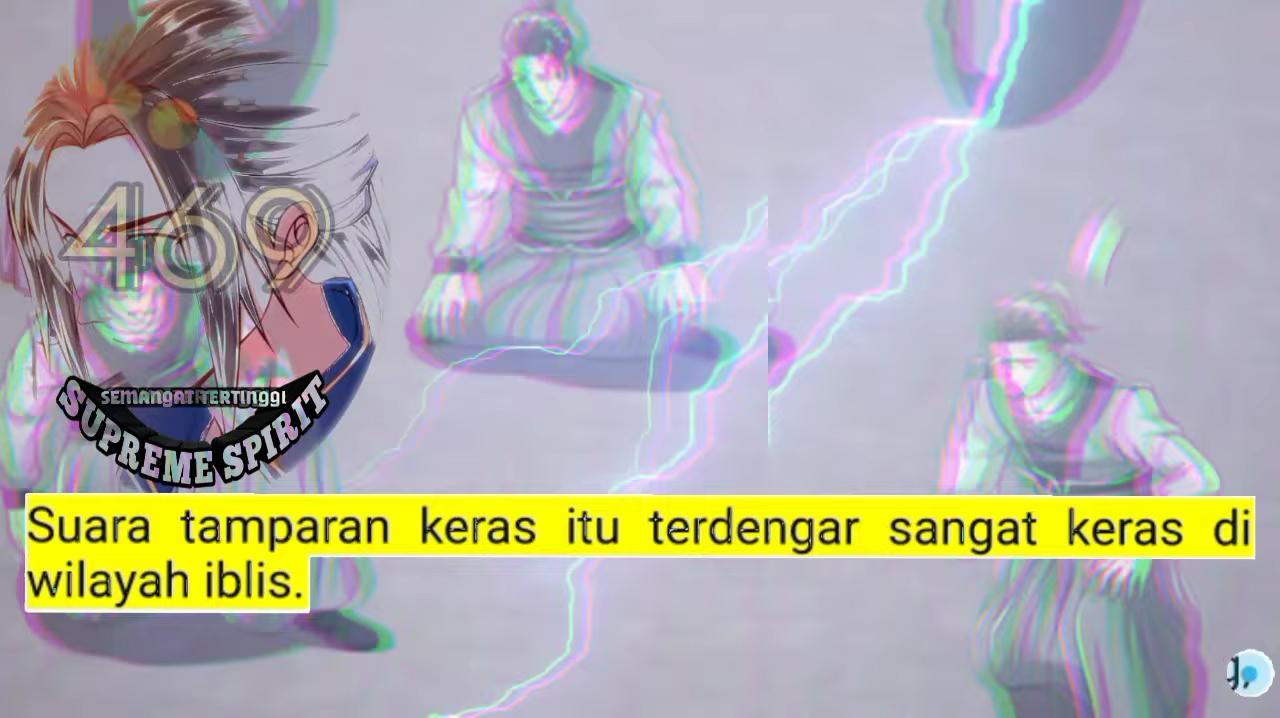 469
SEMANGAT TERTINGGI
SUPREME SPIRIT
Suara tamparan keras itu terdengar sangat keras di
wilayah iblis.